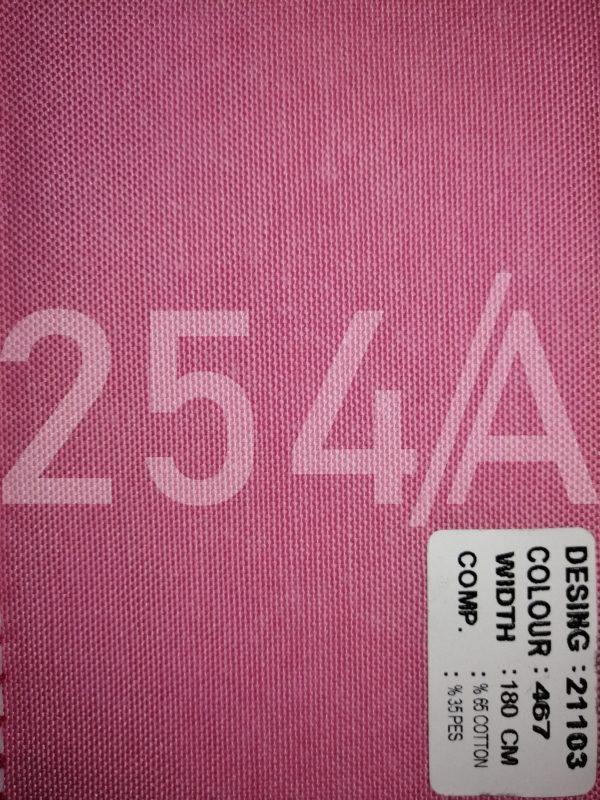 254/A
DESING : 21103
COLOUR : 467
WIDTH : 180 CM
COMP. : % 65 COTTON
: % 35 PES